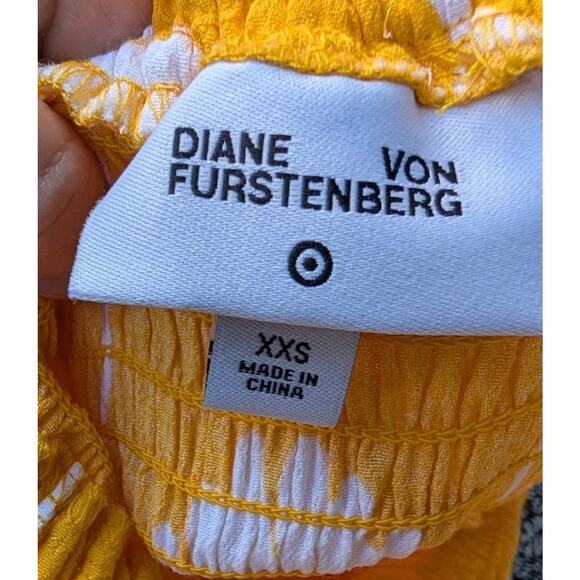 DIANE VON
FURSTENBERG
XXS
MADE IN
CHINA